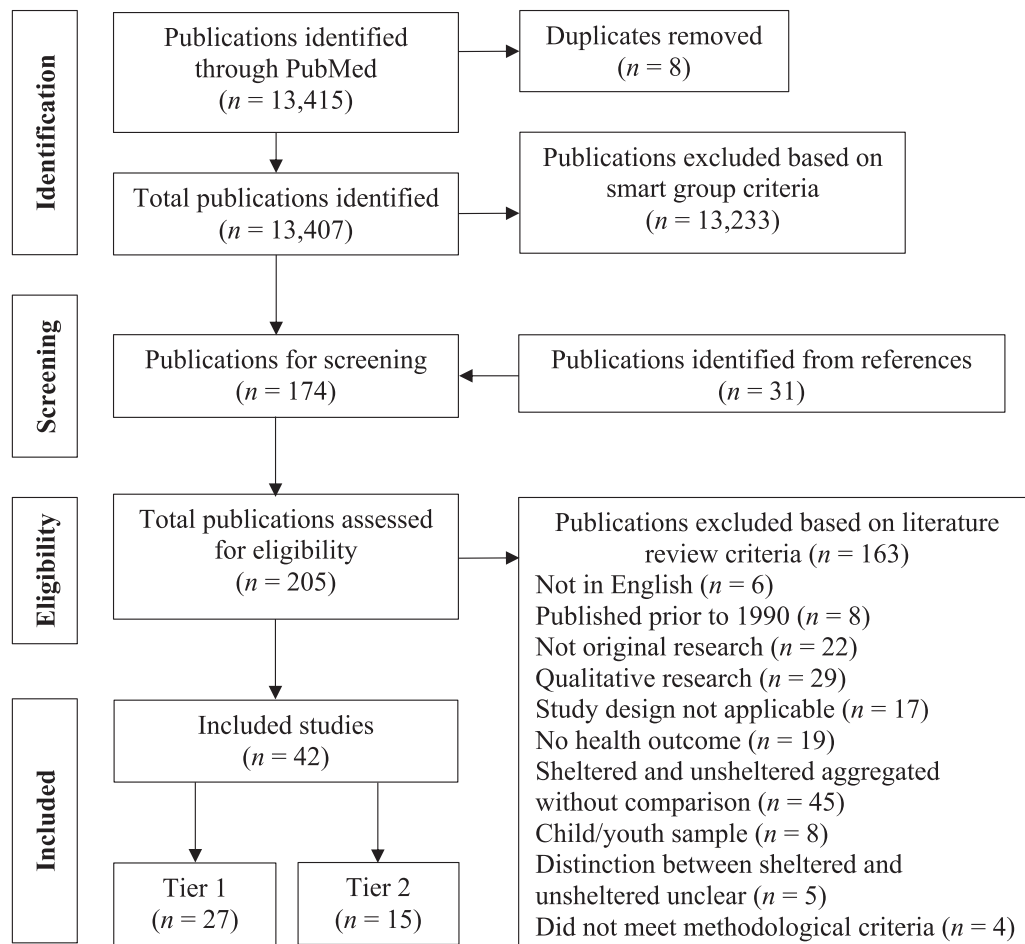 Identification
Publications identified
through PubMed
(n = 13,415)
Duplicates removed
(n = 8)
Total publications identified
(n = 13,407)
Publications excluded based on
smart group criteria
(n = 13,233)
Screening
Publications for screening
(n = 174)
Publications identified from references
(n = 31)
Eligibility
Total publications assessed
for eligibility
(n = 205)
Publications excluded based on literature
review criteria (n = 163)
Not in English (n = 6)
Published prior to 1990 (n = 8)
Not original research (n = 22)
Qualitative research (n = 29)
Study design not applicable (n = 17)
No health outcome (n = 19)
Sheltered and unsheltered aggregated
without comparison (n = 45)
Child/youth sample (n = 8)
Distinction between sheltered and
unsheltered unclear (n = 5)
Did not meet methodological criteria (n = 4)
Included
Included studies
(n = 42)
Tier 1
(n = 27)
Tier 2
(n = 15)